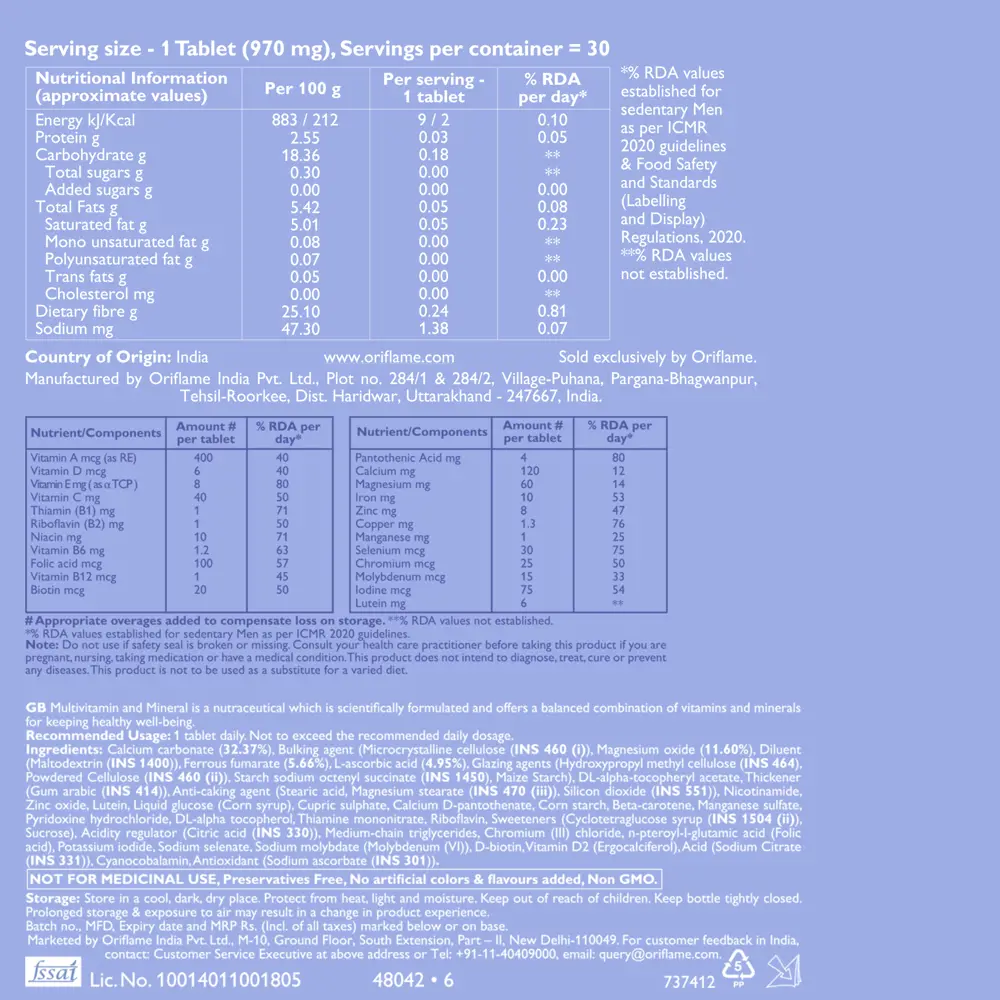 Serving size - 1 Tablet (970 mg), Servings per container = 30
Nutritional Information (approximate values) Per 100 g Per serving - 1 tablet % RDA per day*
Energy kJ/Kcal 883 / 212 9 / 2 0.10
Protein g 2.55 0.03 0.05
Carbohydrate g 18.36 0.18 **
Total sugars g 0.30 0.00 **
Added sugars g 0.00 0.00 0.00
Total Fats g 5.42 0.05 0.08
Saturated fat g 5.01 0.05 0.23
Mono unsaturated fat g 0.08 0.00 **
Polyunsaturated fat g 0.07 0.00 **
Trans fats g 0.05 0.00 0.00
Cholesterol mg 0.00 0.00 **
Dietary fibre g 25.10 0.24 0.81
Sodium mg 47.30 1.38 0.07
*% RDA values
established for
sedentary Men
as per ICMR
2020 guidelines
& Food Safety
and Standards
(Labelling
and Display)
Regulations, 2020.
**% RDA values
not established.
Country of Origin: India www.oriflame.com Sold exclusively by Oriflame.
Manufactured by Oriflame India Pvt. Ltd., Plot no. 284/1 & 284/2, Village-Puhana, Pargana-Bhagwanpur,
Tehsil-Roorkee, Dist. Haridwar, Uttarakhand - 247667, India.
Nutrient/Components Amount # per tablet % RDA per day*
Vitamin A mcg (as RE) 400 40
Vitamin D mcg 6 40
Vitamin E mg ( as α TCP ) 8 80
Vitamin C mg 40 50
Thiamin (B1) mg 1 71
Riboflavin (B2) mg 1 50
Niacin mg 10 71
Vitamin B6 mg 1.2 63
Folic acid mcg 100 57
Vitamin B12 mcg 1 45
Biotin mcg 20 50
Nutrient/Components Amount # per tablet % RDA per day*
Pantothenic Acid mg 4 80
Calcium mg 120 12
Magnesium mg 60 14
Iron mg 10 53
Zinc mg 8 47
Copper mg 1.3 76
Manganese mg 1 25
Selenium mcg 30 75
Chromium mcg 25 50
Molybdenum mcg 15 33
Iodine mcg 75 54
Lutein mg 6 **
# Appropriate overages added to compensate loss on storage. **% RDA values not established.
*% RDA values established for sedentary Men as per ICMR 2020 guidelines.
Note: Do not use if safety seal is broken or missing. Consult your health care practitioner before taking this product if you are
pregnant, nursing, taking medication or have a medical condition. This product does not intend to diagnose, treat, cure or prevent
any diseases. This product is not to be used as a substitute for a varied diet.
GB Multivitamin and Mineral is a nutraceutical which is scientifically formulated and offers a balanced combination of vitamins and minerals
for keeping healthy well-being.
Recommended Usage: 1 tablet daily. Not to exceed the recommended daily dosage.
Ingredients: Calcium carbonate (32.37%), Bulking agent (Microcrystalline cellulose (INS 460 (i)), Magnesium oxide (11.60%), Diluent
(Maltodextrin (INS 1400)), Ferrous fumarate (5.66%), L-ascorbic acid (4.95%), Glazing agents (Hydroxypropyl methyl cellulose (INS 464),
Powdered Cellulose (INS 460 (ii)), Starch sodium octenyl succinate (INS 1450), Maize Starch), DL-alpha-tocopheryl acetate, Thickener
(Gum arabic (INS 414)), Anti-caking agent (Stearic acid, Magnesium stearate (INS 470 (iii)), Silicon dioxide (INS 551)), Nicotinamide,
Zinc oxide, Lutein, Liquid glucose (Corn syrup), Cupric sulphate, Calcium D-pantothenate, Corn starch, Beta-carotene, Manganese sulfate,
Pyridoxine hydrochloride, DL-alpha tocopherol, Thiamine mononitrate, Riboflavin, Sweeteners (Cyclotetraglucose syrup (INS 1504 (ii)),
Sucrose), Acidity regulator (Citric acid (INS 330)), Medium-chain triglycerides, Chromium (III) chloride, n-pteroyl-l-glutamic acid (Folic
acid), Potassium iodide, Sodium selenate, Sodium molybdate (Molybdenum (VI)), D-biotin, Vitamin D2 (Ergocalciferol), Acid (Sodium Citrate
(INS 331)), Cyanocobalamin, Antioxidant (Sodium ascorbate (INS 301)).
NOT FOR MEDICINAL USE, Preservatives Free, No artificial colors & flavours added, Non GMO.
Storage: Store in a cool, dark, dry place. Protect from heat, light and moisture. Keep out of reach of children. Keep bottle tightly closed.
Prolonged storage & exposure to air may result in a change in product experience.
Batch no., MFD, Expiry date and MRP Rs. (Incl. of all taxes) marked below or on base.
Marketed by Oriflame India Pvt. Ltd., M-10, Ground Floor, South Extension, Part – II, New Delhi-110049. For customer feedback in India,
contact: Customer Service Executive at above address or Tel: +91-11-40409000, email: query@oriflame.com.
fssai Lic. No. 10014011001805 48042 • 6 737412 5 PP